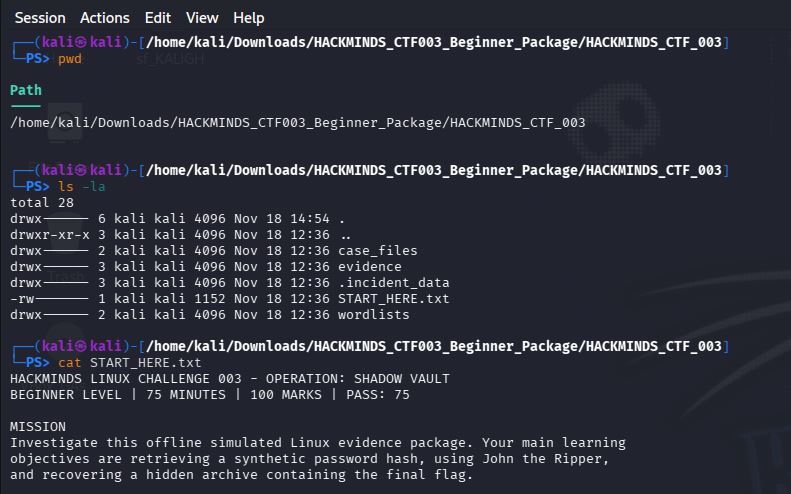 Session Actions Edit View Help
┌──(kali㉿kali)-[/home/kali/Downloads/HACKMINDS_CTF003_Beginner_Package/HACKMINDS_CTF_003]
└─PS> pwd
sf_KALIGH
Path
────
/home/kali/Downloads/HACKMINDS_CTF003_Beginner_Package/HACKMINDS_CTF_003
┌──(kali㉿kali)-[/home/kali/Downloads/HACKMINDS_CTF003_Beginner_Package/HACKMINDS_CTF_003]
└─PS> ls -la
total 28
drwx------ 6 kali kali 4096 Nov 18 14:54 .
drwxr-xr-x 3 kali kali 4096 Nov 18 12:36 ..
drwx------ 2 kali kali 4096 Nov 18 12:36 case_files
drwx------ 3 kali kali 4096 Nov 18 12:36 evidence
drwx------ 3 kali kali 4096 Nov 18 12:36 .incident_data
Trash
-rw------- 1 kali kali 1152 Nov 18 12:36 START_HERE.txt
drwx------ 2 kali kali 4096 Nov 18 12:36 wordlists
┌──(kali㉿kali)-[/home/kali/Downloads/HACKMINDS_CTF003_Beginner_Package/HACKMINDS_CTF_003]
└─PS> cat START_HERE.txt
HACKMINDS LINUX CHALLENGE 003 - OPERATION: SHADOW VAULT
BEGINNER LEVEL | 75 MINUTES | 100 MARKS | PASS: 75
MISSION
Investigate this offline simulated Linux evidence package. Your main learning
objectives are retrieving a synthetic password hash, using John the Ripper,
and recovering a hidden archive containing the final flag.